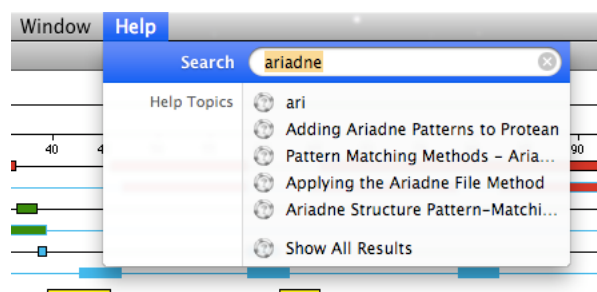 Window Help
Search ariadne
Help Topics ari
Adding Ariadne Patterns to Protean
Pattern Matching Methods – Aria...
Applying the Ariadne File Method
Ariadne Structure Pattern-Matchi...
Show All Results
40 4 90